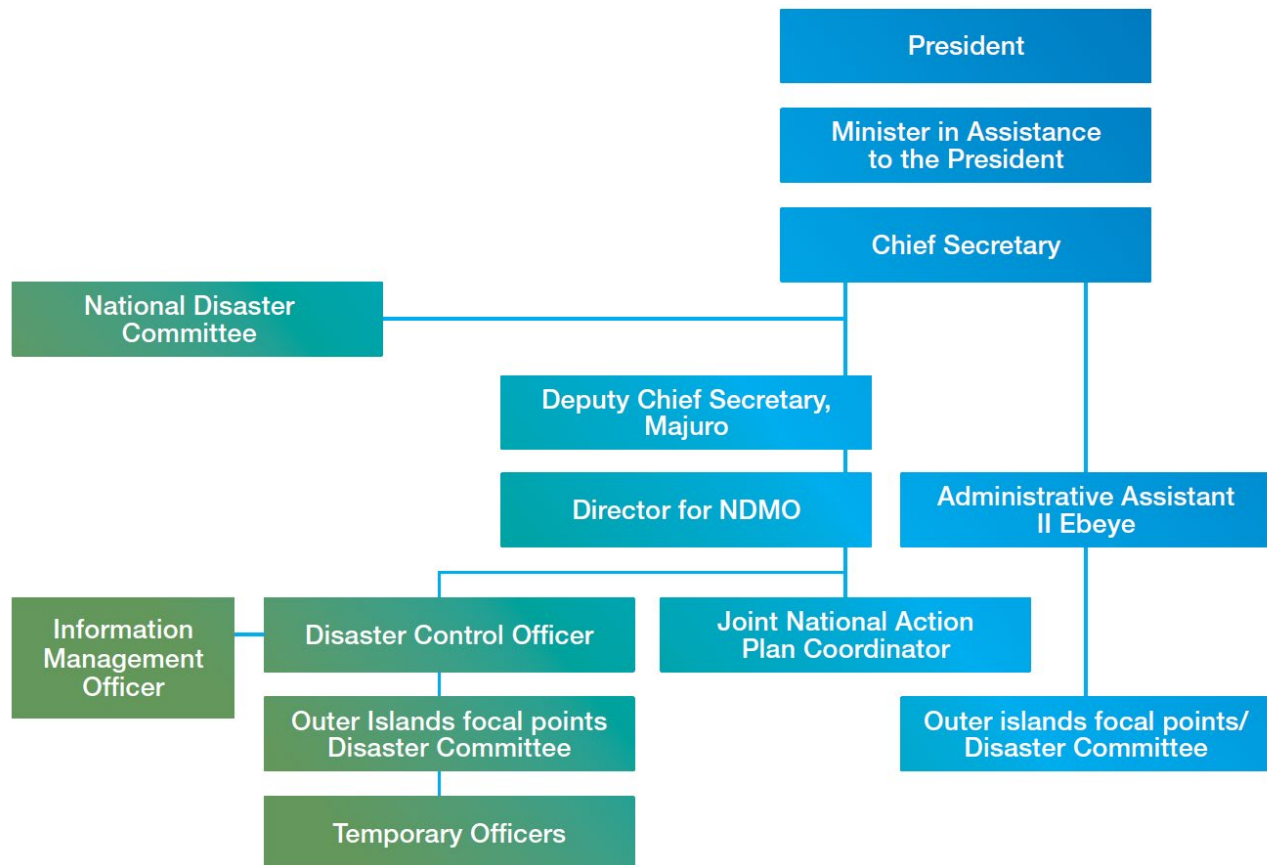 President
Minister in Assistance
to the President
Chief Secretary
National Disaster
Committee
Deputy Chief Secretary,
Majuro
Director for NDMO
Administrative Assistant
II Ebeye
Information
Management
Officer
Disaster Control Officer
Joint National Action
Plan Coordinator
Outer Islands focal points
Disaster Committee
Outer islands focal points/
Disaster Committee
Temporary Officers